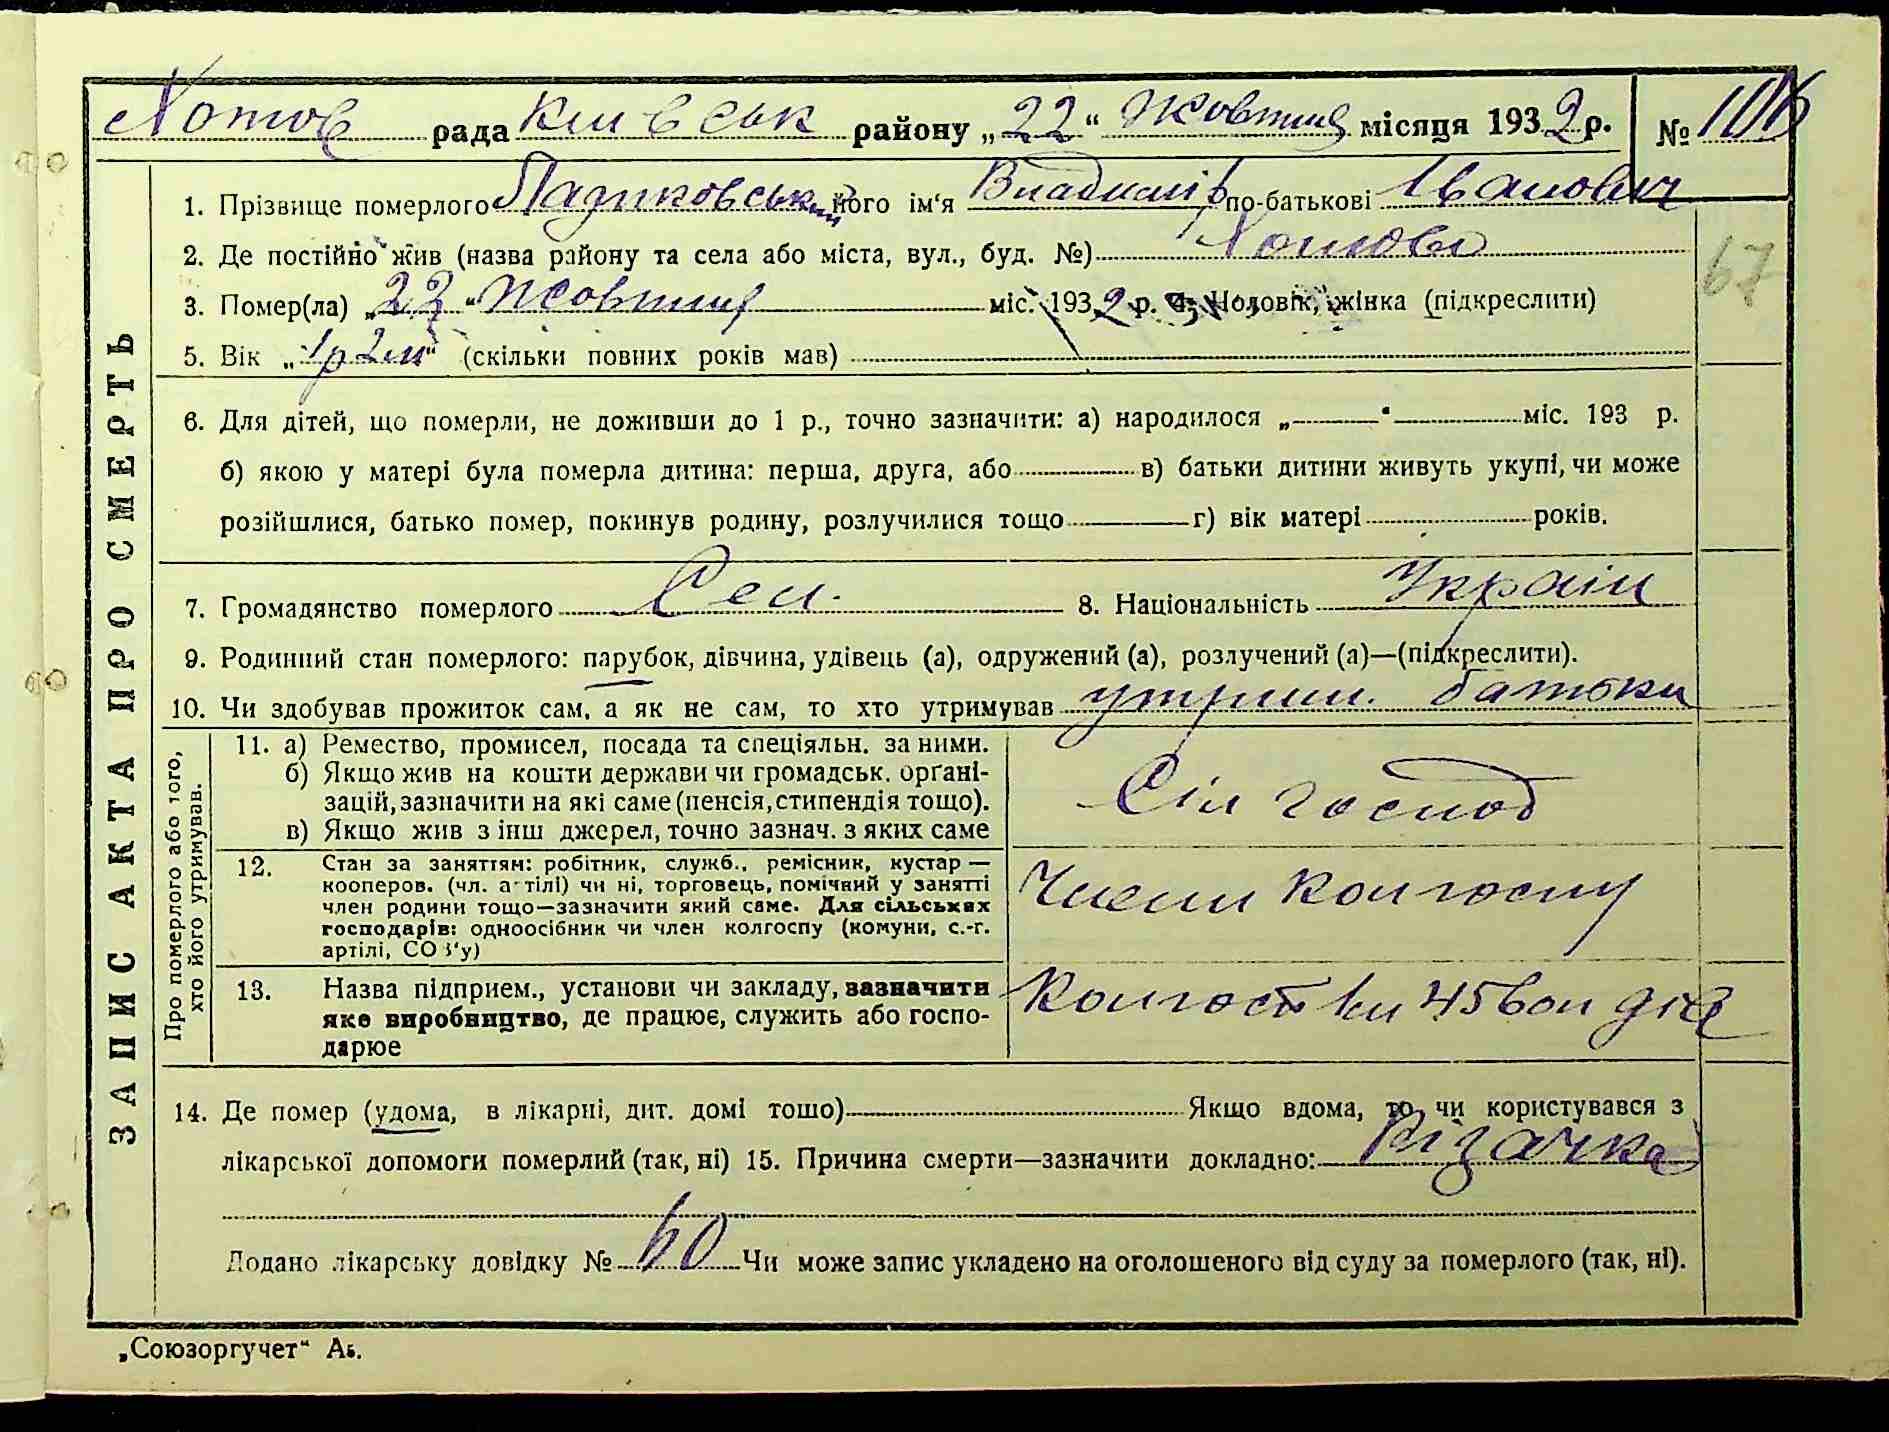 Хотов рада Київськ району „22“ Жовтня місяця 1932 р. № 106
1. Прізвище померлого його ім‘я Владимір по-батькові Іванович
67
2. Де постійно жив (назва району та села або міста, вул., буд. №)
3. Помер(ла) „22“ Жовтня міс. 1932 р. 4. Чоловік, жінка (підкреслити)
5. Вік „1р 2м“ (скільки повних років мав)
6. Для дітей, що померли, не доживши до 1 р., точно зазначити: а) народилося „—“ — міс. 193 р.
б) якою у матері була померла дитина: перша, друга, або — в) батьки дитини живуть укупі, чи може
розійшлися, батько помер, покинув родину, розлучилися тощо — г) вік матері років.
7. Громадянство померлого Сел. 8. Національність Україн
9. Родинний стан померлого: парубок, дівчина, удівець (а), одружений (а), розлучений (а)—(підкреслити).
10. Чи здобував прожиток сам, а як не сам, то хто утримував утрим. батьки
ЗАПИС АКТА ПРО СМЕРТЬ
Про померлого або того,
хто його утримував.
11. а) Ремество, промисел, посада та спеціяльн. за ними.
б) Якщо жив на кошти держави чи громадськ. орґані-
зацій, зазначити на які саме (пенсія, стипендія тощо).
в) Якщо жив з інш джерел, точно зазнач. з яких саме
Сіл господ
12. Стан за заняттям: робітник, служб., ремісник, кустар —
кооперов. (чл. артілі) чи ні, торговець, помічний у занятті
член родини тощо—зазначити який саме. Для сільських
господарів: одноосібник чи член колгоспу (комуни, с.-г.
артілі, СОЗ‘у)
Член колгоспу
13. Назва підприєм., установи чи закладу, зазначити
яке виробництво, де працює, служить або госпо-
дарює
Колгосп
14. Де помер (удома, в лікарні, дит. домі тощо) Якщо вдома, то чи користувався з
лікарської допомоги померлий (так, ні) 15. Причина смерти—зазначити докладно: Різачка
Додано лікарську довідку № 60 Чи може запис укладено на оголошеного від суду за померлого (так, ні).
„Союзоргучет“ А5.